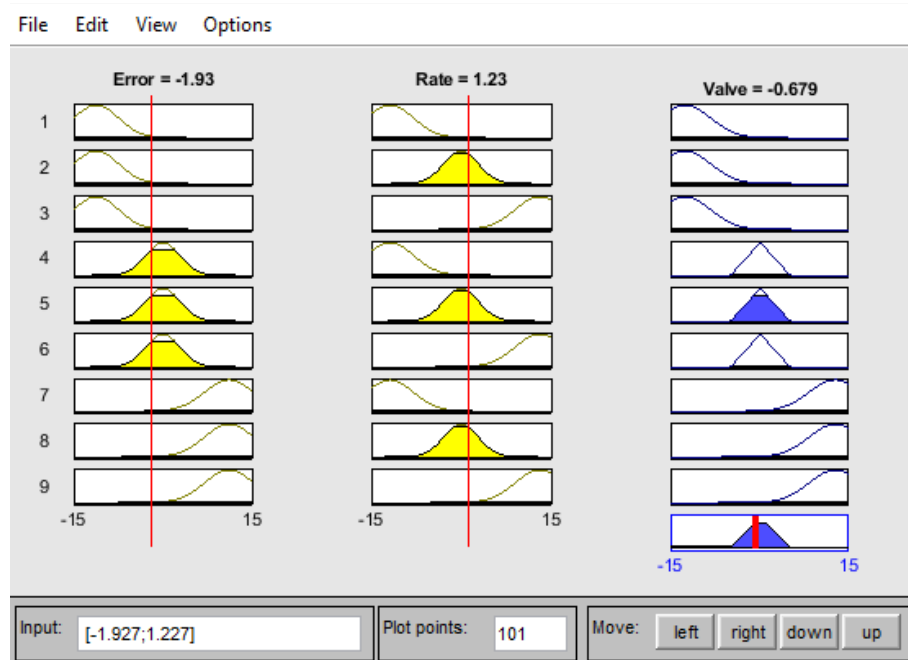 File Edit View Options
Error = -1.93 Rate = 1.23 Valve = -0.679
1
2
3
4
5
6
7
8
9
-15 15 -15 15
-15 15
Input: [-1.927;1.227] Plot points: 101 Move: left right down up